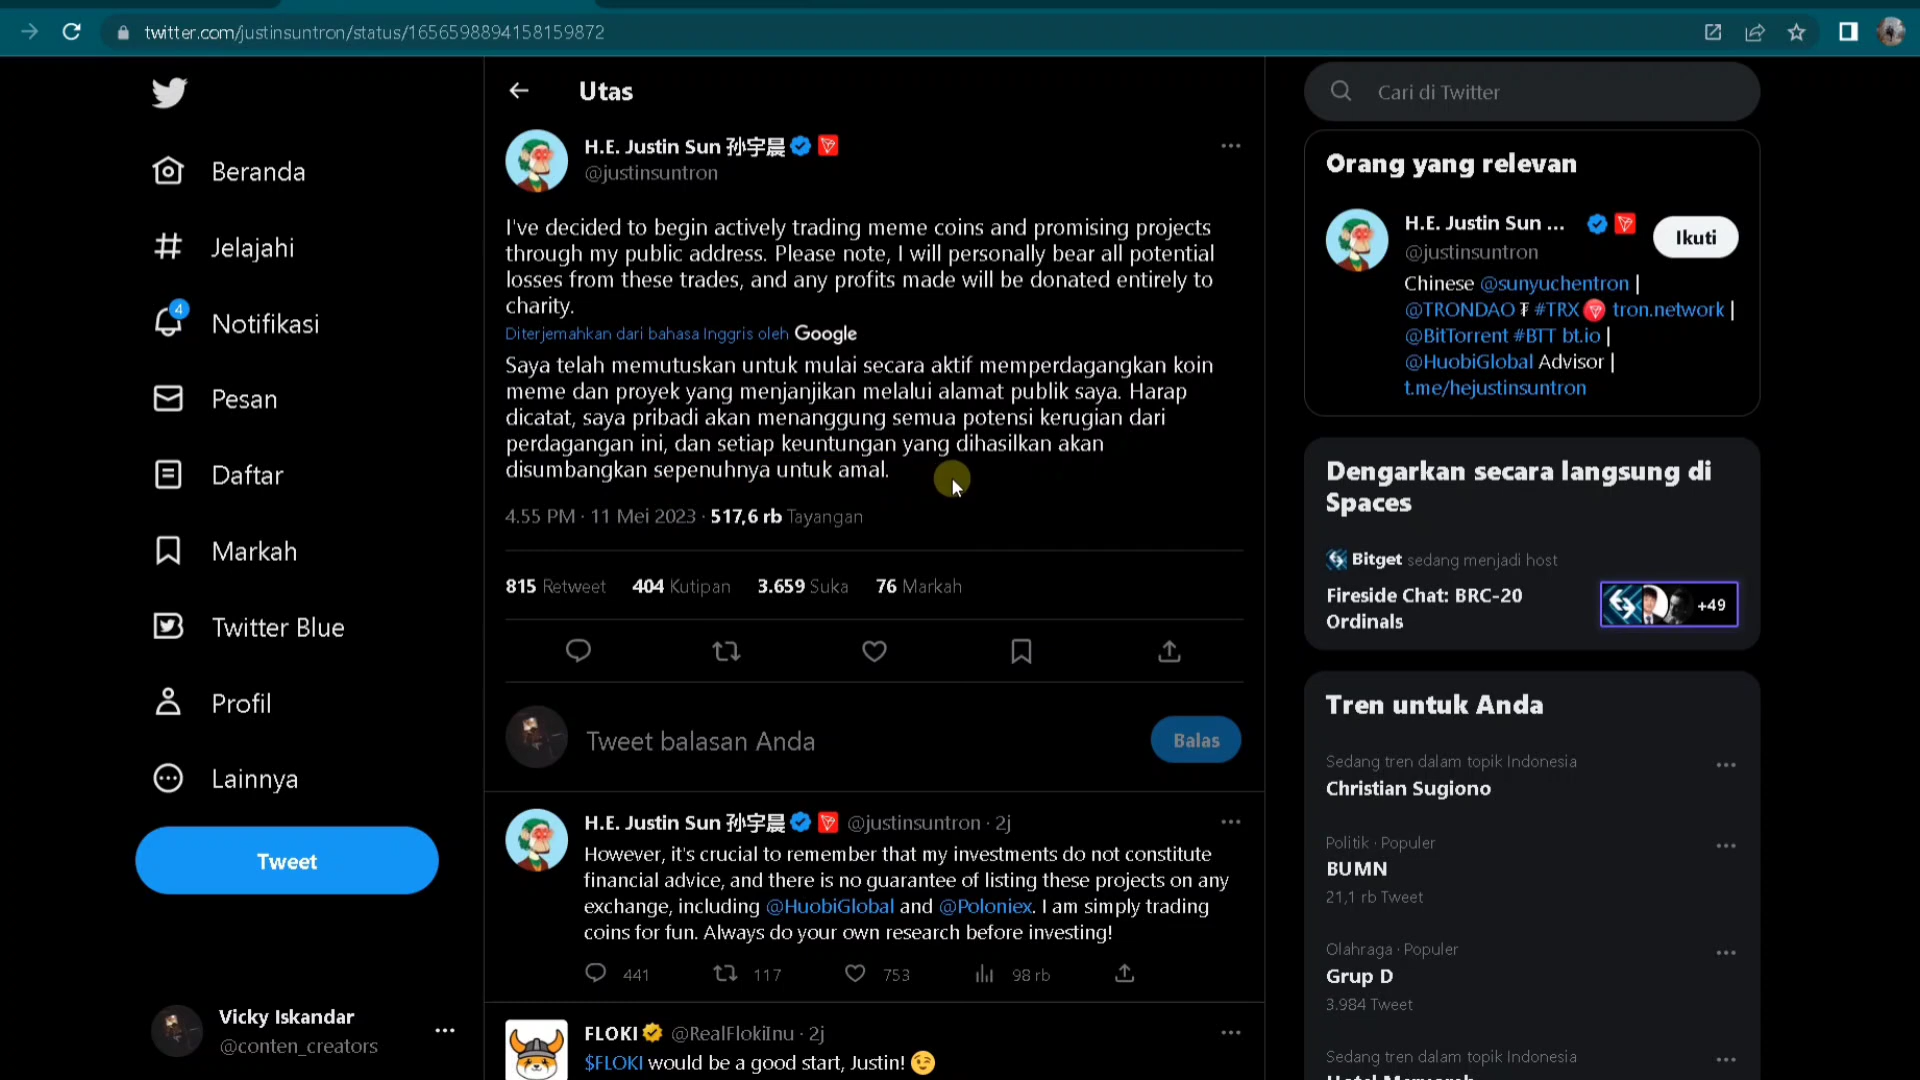 twitter.com/justinsuntron/status/1656598894158159872
Beranda
Jelajahi
4
Notifikasi
Pesan
Daftar
Markah
Twitter Blue
Profil
Lainnya
Tweet
Vicky Iskandar
@conten_creators
Utas
H.E. Justin Sun 孙宇晨
@justinsuntron
I've decided to begin actively trading meme coins and promising projects
through my public address. Please note, I will personally bear all potential
losses from these trades, and any profits made will be donated entirely to
charity.
Diterjemahkan dari bahasa Inggris oleh Google
Saya telah memutuskan untuk mulai secara aktif memperdagangkan koin
meme dan proyek yang menjanjikan melalui alamat publik saya. Harap
dicatat, saya pribadi akan menanggung semua potensi kerugian dari
perdagangan ini, dan setiap keuntungan yang dihasilkan akan
disumbangkan sepenuhnya untuk amal.
4.55 PM · 11 Mei 2023 · 517,6 rb Tayangan
815 Retweet 404 Kutipan 3.659 Suka 76 Markah
Tweet balasan Anda
Balas
H.E. Justin Sun 孙宇晨 @justinsuntron · 2j
However, it's crucial to remember that my investments do not constitute
financial advice, and there is no guarantee of listing these projects on any
exchange, including @HuobiGlobal and @Poloniex. I am simply trading
coins for fun. Always do your own research before investing!
441 117 753 98 rb
FLOKI @RealFlokiInu · 2j
$FLOKI would be a good start, Justin! 😉
Cari di Twitter
Orang yang relevan
H.E. Justin Sun ...
@justinsuntron
Ikuti
Chinese @sunyuchentron |
@TRONDAO ₮ #TRX tron.network |
@BitTorrent #BTT bt.io |
@HuobiGlobal Advisor |
t.me/hejustinsuntron
Dengarkan secara langsung di
Spaces
Bitget sedang menjadi host
Fireside Chat: BRC-20
Ordinals
+49
Tren untuk Anda
Sedang tren dalam topik Indonesia
Christian Sugiono
Politik · Populer
BUMN
21,1 rb Tweet
Olahraga · Populer
Grup D
3.984 Tweet
Sedang tren dalam topik Indonesia